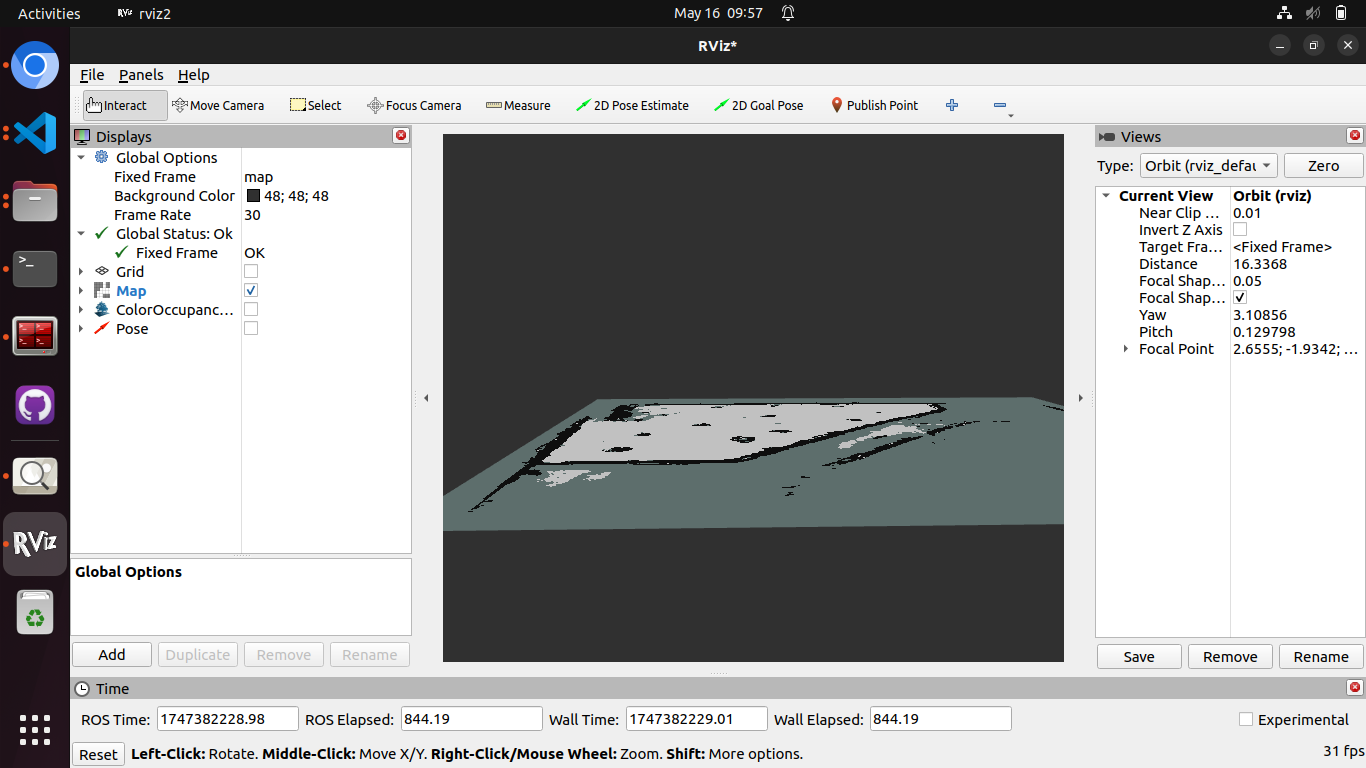 Activities rviz2 May 16 09:57
RViz*
File Panels Help
Interact Move Camera Select Focus Camera Measure 2D Pose Estimate 2D Goal Pose Publish Point
Displays
Global Options
Fixed Frame map
Background Color 48; 48; 48
Frame Rate 30
Global Status: Ok
Fixed Frame OK
Grid
Map
ColorOccupanc...
Pose
Global Options
Add Duplicate Remove Rename
Views
Type: Orbit (rviz_defau Zero
Current View Orbit (rviz)
Near Clip ... 0.01
Invert Z Axis
Target Fra... <Fixed Frame>
Distance 16.3368
Focal Shap... 0.05
Focal Shap...
Yaw 3.10856
Pitch 0.129798
Focal Point 2.6555; -1.9342; ...
Save Remove Rename
Time
ROS Time: 1747382228.98 ROS Elapsed: 844.19 Wall Time: 1747382229.01 Wall Elapsed: 844.19 Experimental
Reset Left-Click: Rotate. Middle-Click: Move X/Y. Right-Click/Mouse Wheel: Zoom. Shift: More options. 31 fps
RViz